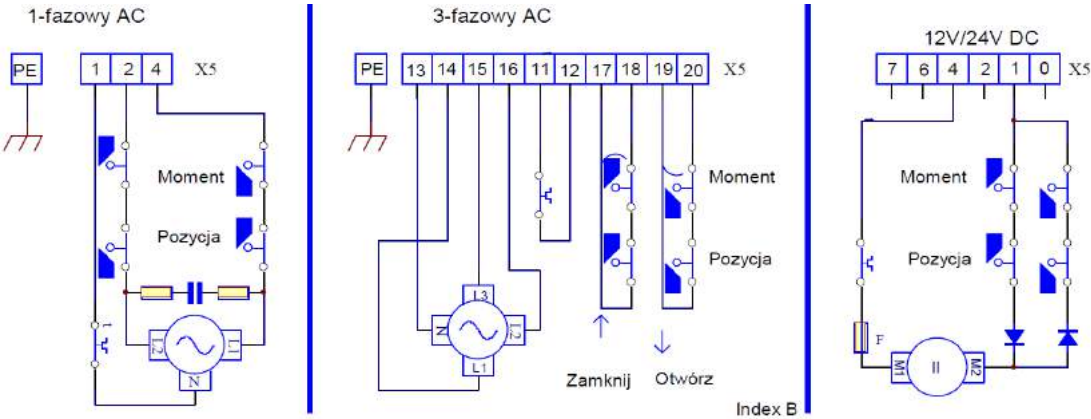 1-fazowy AC
PE 1 2 4 X5
Moment
Pozycja
t
L2 L1
N
3-fazowy AC
PE 13 14 15 16 11 12 17 18 19 20 X5
Moment
Pozycja
L3
N L2
L1
Zamknij Otwórz
Index B
12V/24V DC
X5
7 6 4 2 1 0
Moment
Pozycja
F
M1 II M2